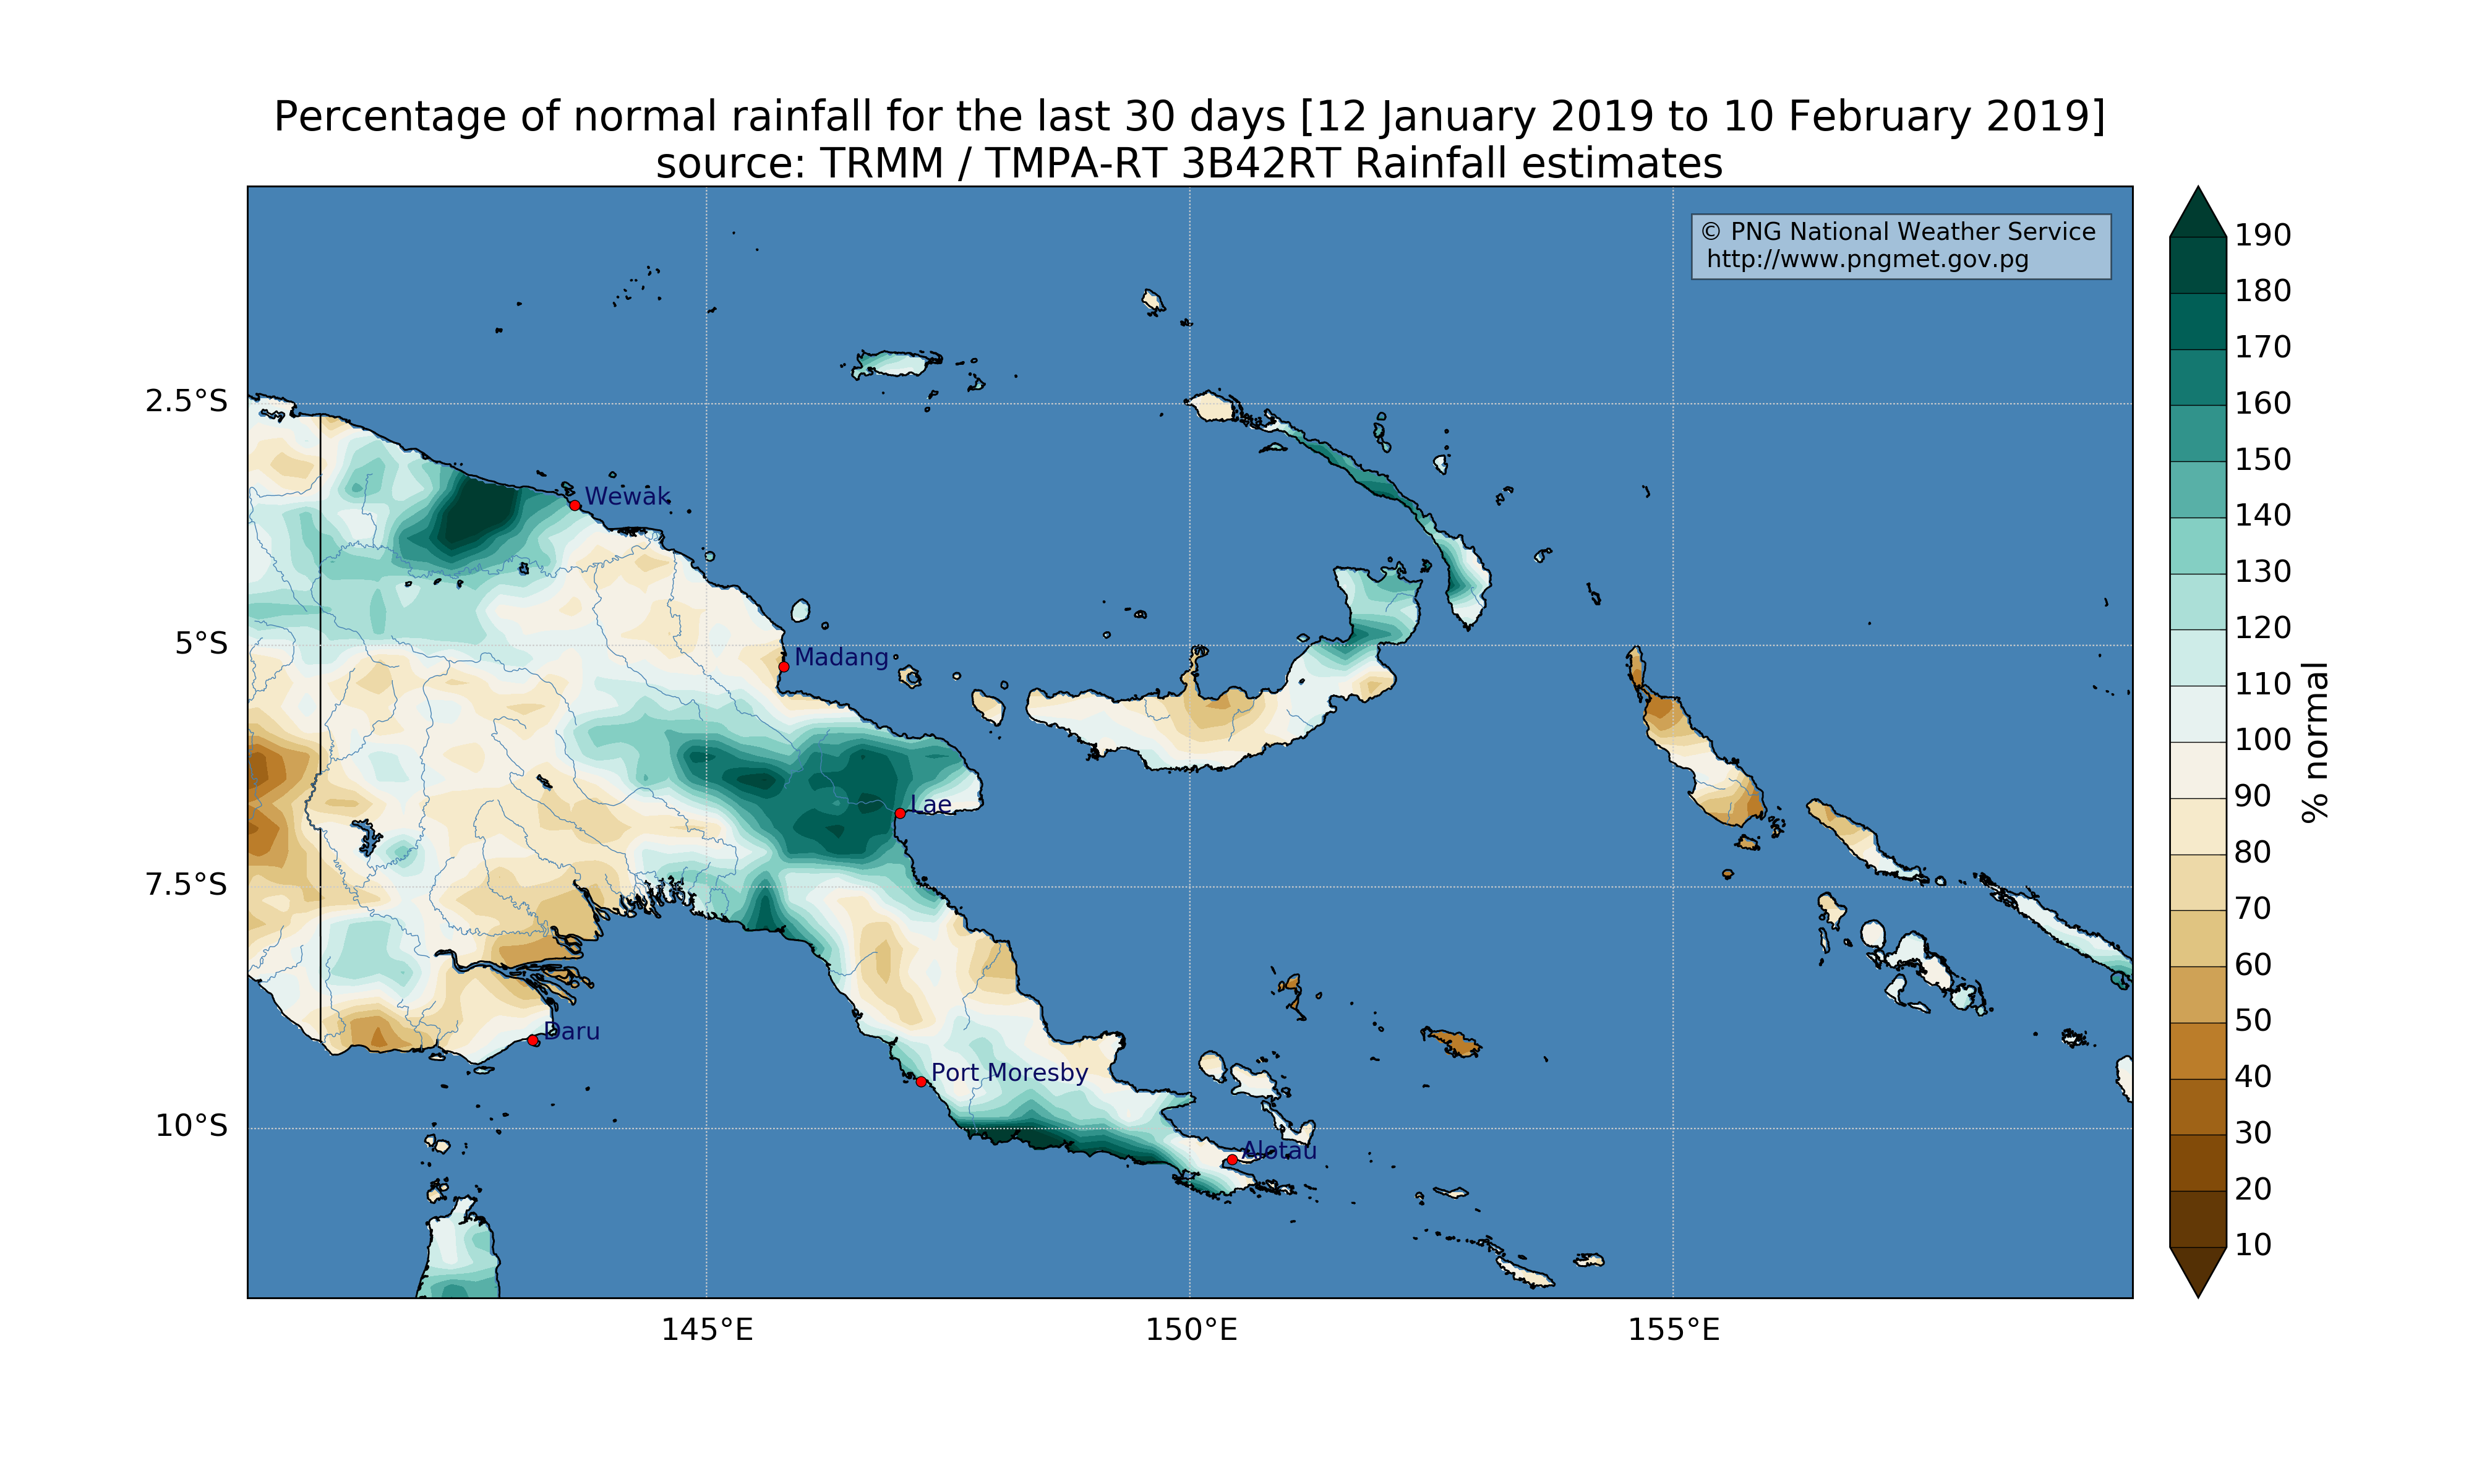 Percentage of normal rainfall for the last 30 days [12 January 2019 to 10 February 2019]
source: TRMM / TMPA-RT 3B42RT Rainfall estimates
© PNG National Weather Service
http://www.pngmet.gov.pg
2.5°S
5°S
7.5°S
10°S
Wewak
Madang
Lae
Daru
Port Moresby
Alotau
145°E
150°E
155°E
190
180
170
160
150
140
130
120
110
100
90
80
70
60
50
40
30
20
10
% normal